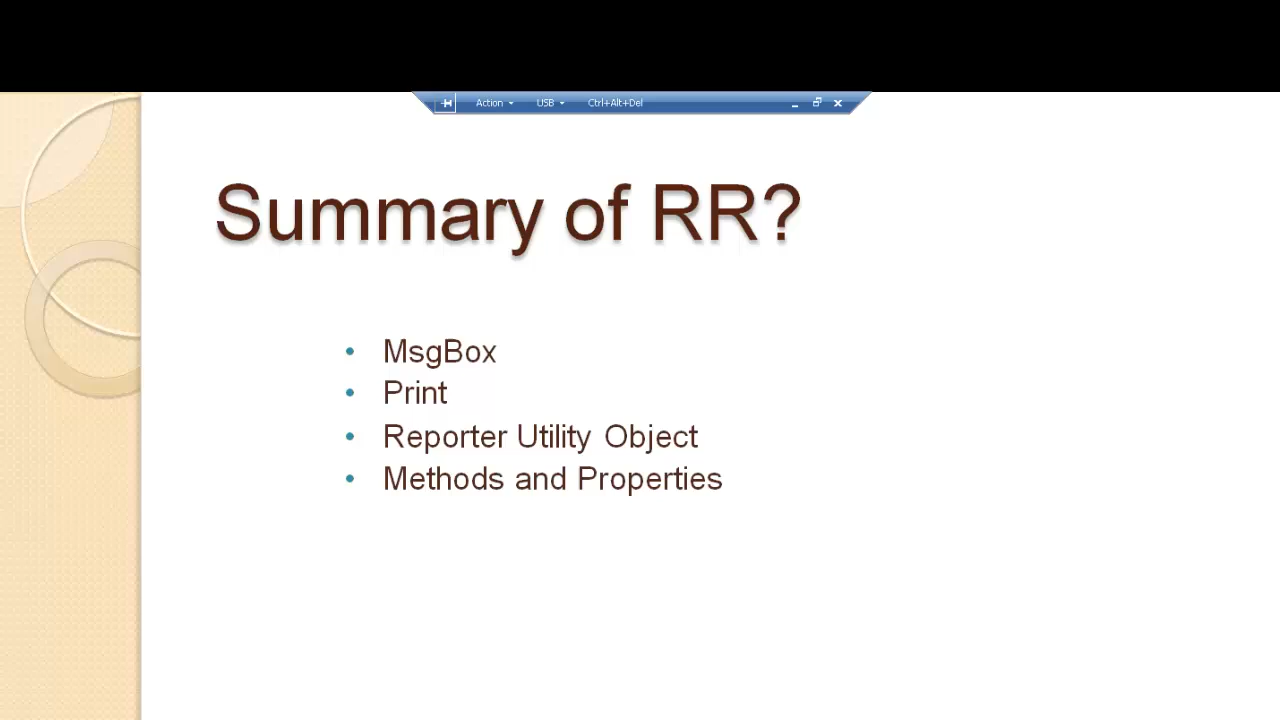 Action USB Ctrl+Alt+Del
Summary of RR?
• MsgBox
• Print
• Reporter Utility Object
• Methods and Properties